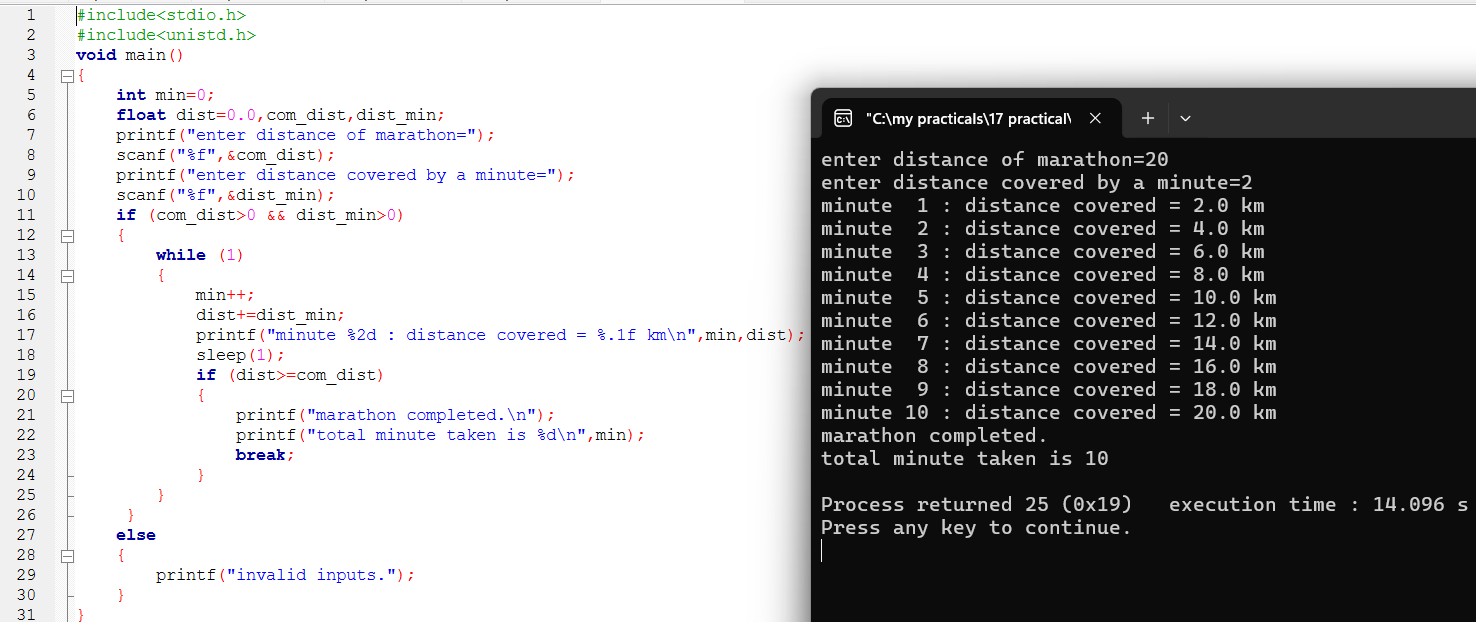 1 #include<stdio.h>
2 #include<unistd.h>
3 void main()
4 {
5 int min=0;
6 float dist=0.0,com_dist,dist_min;
7 printf("enter distance of marathon=");
8 scanf("%f",&com_dist);
9 printf("enter distance covered by a minute=");
10 scanf("%f",&dist_min);
11 if (com_dist>0 && dist_min>0)
12 {
13 while (1)
14 {
15 min++;
16 dist+=dist_min;
17 printf("minute %2d : distance covered = %.1f km\n",min,dist);
18 sleep(1);
19 if (dist>=com_dist)
20 {
21 printf("marathon completed.\n");
22 printf("total minute taken is %d\n",min);
23 break;
24 }
25 }
26 }
27 else
28 {
29 printf("invalid inputs.");
30 }
31 }
"C:\my practicals\17 practical\
enter distance of marathon=20
enter distance covered by a minute=2
minute  1 : distance covered = 2.0 km
minute  2 : distance covered = 4.0 km
minute  3 : distance covered = 6.0 km
minute  4 : distance covered = 8.0 km
minute  5 : distance covered = 10.0 km
minute  6 : distance covered = 12.0 km
minute  7 : distance covered = 14.0 km
minute  8 : distance covered = 16.0 km
minute  9 : distance covered = 18.0 km
minute 10 : distance covered = 20.0 km
marathon completed.
total minute taken is 10
Process returned 25 (0x19)   execution time : 14.096 s
Press any key to continue.